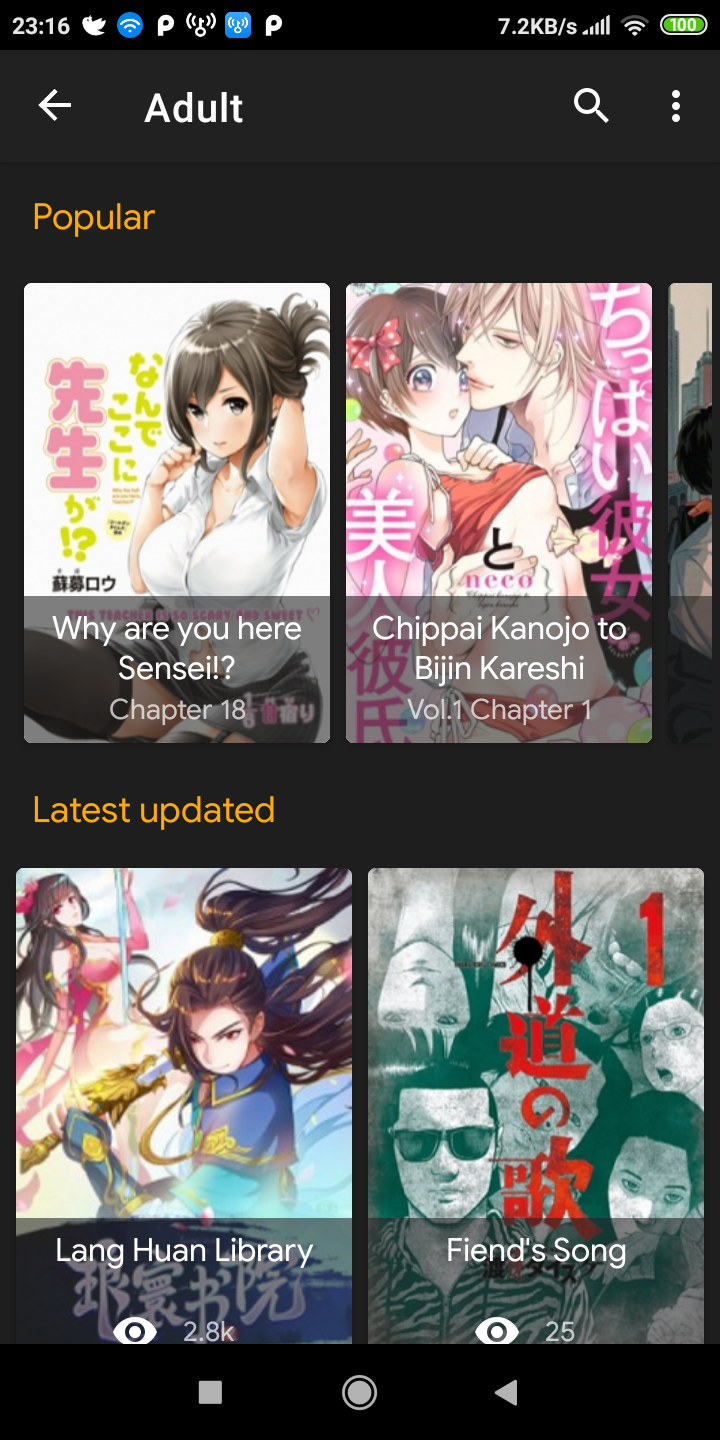 23:16
7.2KB/s
100
Adult
Popular
なんで
ここに
先生
が!?
蘇募ロウ
THIS TEACHER IS SO SCARY AND SWEET
Why are you here
Sensei!?
Chapter 18
ちっぱい彼女
と
美人彼氏
neco
Chippai Kanojo to
Bijin Kareshi
Vol.1 Chapter 1
Latest updated
琅寰书院
Lang Huan Library
2.8k
外道の歌
1
Fiend's Song
25